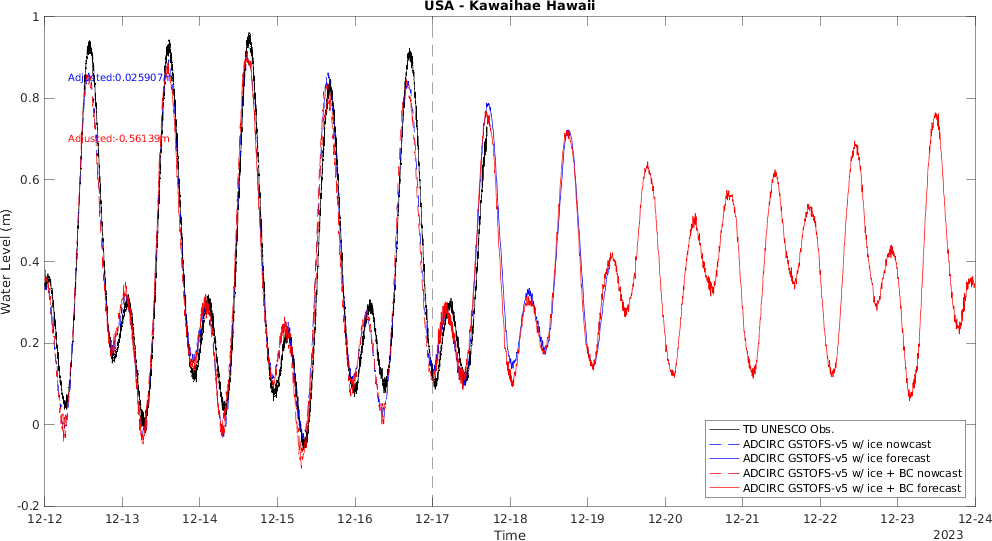 USA - Kawaihae Hawaii
1
0.8
0.6
0.4
0.2
0
-0.2
Water Level (m)
Adjusted:0.025907m
Adjusted:-0.56139m
TD UNESCO Obs.
ADCIRC GSTOFS-v5 w/ ice nowcast
ADCIRC GSTOFS-v5 w/ ice forecast
ADCIRC GSTOFS-v5 w/ ice + BC nowcast
ADCIRC GSTOFS-v5 w/ ice + BC forecast
12-12 12-13 12-14 12-15 12-16 12-17 12-18 12-19 12-20 12-21 12-22 12-23 12-24
Time
2023